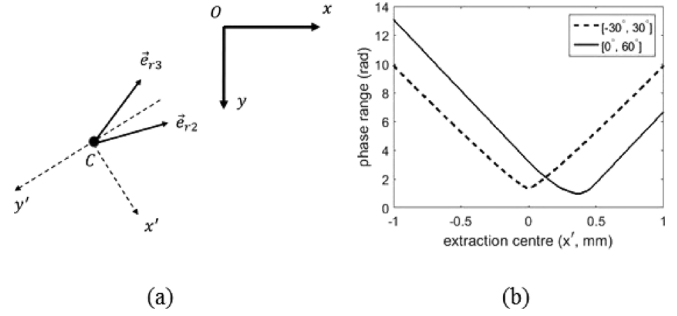 O
x
y
e⃗r3
e⃗r2
C
y′
x′
(a)
phase range (rad)
14
12
10
8
6
4
2
0
[-30°, 30°]
[0°, 60°]
-1
-0.5
0
0.5
1
extraction centre (x′, mm)
(b)